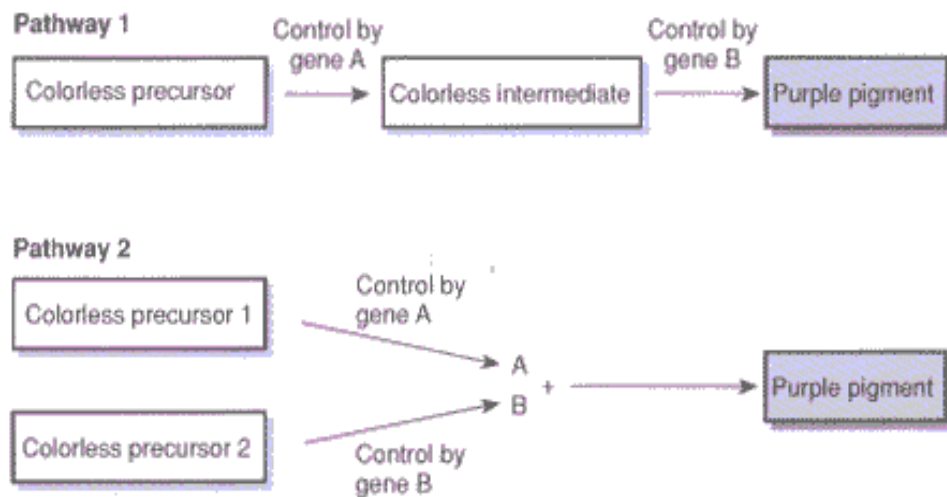 Pathway 1
Control by
gene A
Control by
gene B
Colorless precursor
Colorless intermediate
Purple pigment
Pathway 2
Colorless precursor 1
Control by
gene A
A
+
B
Purple pigment
Colorless precursor 2
Control by
gene B